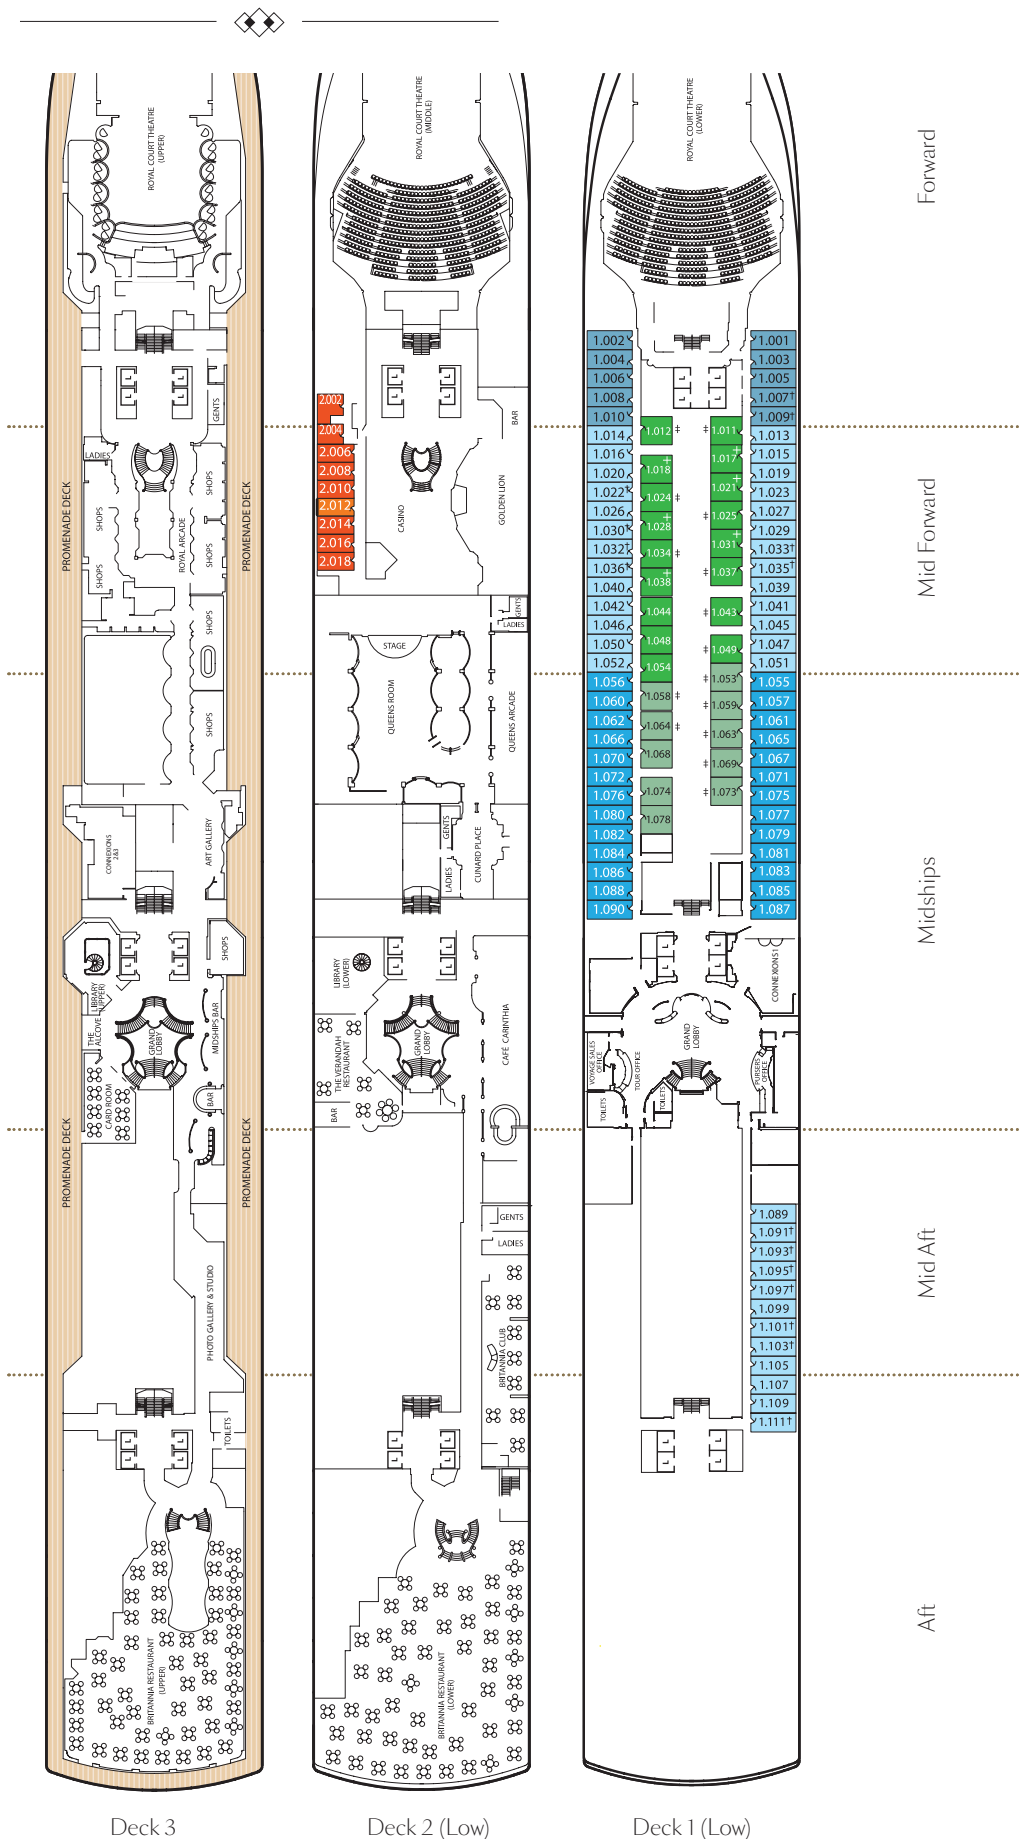 ROYAL COURT THEATRE
(UPPER)
PROMENADE DECK
PROMENADE DECK
GENTS
LADIES
SHOPS
SHOPS
ROYAL ARCADE
SHOPS
SHOPS
SHOPS
SHOPS
CONNEXIONS
2&3
ART GALLERY
SHOPS
LIBRARY
(UPPER)
THE
ALCOVE
GRAND
LOBBY
MIDSHIPS BAR
CARD ROOM
BAR
PROMENADE DECK
PROMENADE DECK
PHOTO GALLERY & STUDIO
TOILETS
BRITANNIA RESTAURANT
(UPPER)
L
L
L
L
L
L
L
L
L
L
L
L
Deck 3
ROYAL COURT THEATRE
(MIDDLE)
2.002
2.004
2.006
2.008
2.010
2.012
2.014
2.016
2.018
BAR
CASINO
GOLDEN LION
GENTS
LADIES
STAGE
QUEENS ROOM
QUEENS ARCADE
GENTS
LADIES
CUNARD PLACE
LIBRARY
(LOWER)
GRAND
LOBBY
CAFÉ CARINTHIA
THE VERANDAH
RESTAURANT
BAR
GENTS
LADIES
BRITANNIA CLUB
BRITANNIA RESTAURANT
(LOWER)
L
L
L
L
L
L
L
L
L
L
L
L
Deck 2 (Low)
ROYAL COURT THEATRE
(LOWER)
1.002
1.004
1.006
1.008
1.010
1.014
1.016
1.020
1.022‡
1.026
1.030‡
1.032†
1.036‡
1.040
1.042
1.046
1.050
1.052
1.056
1.060
1.062
1.066
1.070
1.072
1.076
1.080
1.082
1.084
1.086
1.088
1.090
1.012 ‡
1.018 +
1.024 ‡
1.028 +
1.034 ‡
1.038 +
1.044
1.048
1.054
1.058 ‡
1.064 ‡
1.068
1.074
1.078
‡ 1.011
1.017 +
1.021 +
‡ 1.025
1.031 +
‡ 1.037
‡ 1.043
‡ 1.049
‡ 1.053
‡ 1.059
‡ 1.063
‡ 1.069
‡ 1.073
1.001
1.003
1.005
1.007†
1.009†
1.013
1.015
1.019
1.023
1.027
1.029
1.033†
1.035†
1.039
1.041
1.045
1.047
1.051
1.055
1.057
1.061
1.065
1.067
1.071
1.075
1.077
1.079
1.081
1.083
1.085
1.087
CONNEXIONS 1
GRAND
LOBBY
VOYAGE SALES
OFFICE
TOUR OFFICE
PURSERS
OFFICE
TOILETS
TOILETS
1.089
1.091†
1.093†
1.095†
1.097†
1.099
1.101†
1.103†
1.105
1.107
1.109
1.111†
L
L
L
L
L
L
L
L
L
L
L
L
Deck 1 (Low)
Forward
Mid Forward
Midships
Mid Aft
Aft